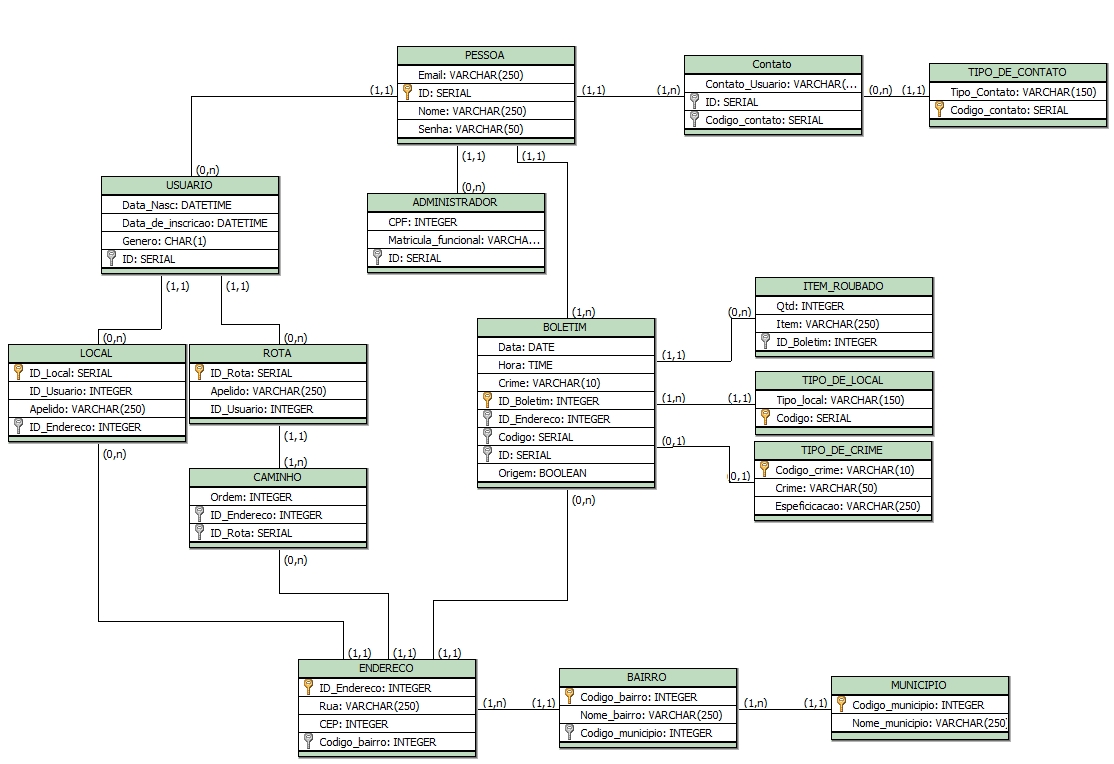 PESSOA
Email: VARCHAR(250)
ID: SERIAL
Nome: VARCHAR(250)
Senha: VARCHAR(50)
(1,1)
(1,1)
(1,1)
(1,1)
Contato
Contato_Usuario: VARCHAR(...
ID: SERIAL
Codigo_contato: SERIAL
(1,n)
(0,n)
(1,1)
TIPO_DE_CONTATO
Tipo_Contato: VARCHAR(150)
Codigo_contato: SERIAL
(0,n)
USUARIO
Data_Nasc: DATETIME
Data_de_inscricao: DATETIME
Genero: CHAR(1)
ID: SERIAL
(1,1)
(1,1)
(0,n)
ADMINISTRADOR
CPF: INTEGER
Matricula_funcional: VARCHA...
ID: SERIAL
(0,n)
LOCAL
ID_Local: SERIAL
ID_Usuario: INTEGER
Apelido: VARCHAR(250)
ID_Endereco: INTEGER
(0,n)
(0,n)
ROTA
ID_Rota: SERIAL
Apelido: VARCHAR(250)
ID_Usuario: INTEGER
(1,1)
(1,n)
CAMINHO
Ordem: INTEGER
ID_Endereco: INTEGER
ID_Rota: SERIAL
(0,n)
(1,n)
BOLETIM
Data: DATE
Hora: TIME
Crime: VARCHAR(10)
ID_Boletim: INTEGER
ID_Endereco: INTEGER
Codigo: SERIAL
ID: SERIAL
Origem: BOOLEAN
(1,1)
(1,n)
(0,1)
(0,n)
(0,n)
ITEM_ROUBADO
Qtd: INTEGER
Item: VARCHAR(250)
ID_Boletim: INTEGER
(1,1)
TIPO_DE_LOCAL
Tipo_local: VARCHAR(150)
Codigo: SERIAL
(0,1)
TIPO_DE_CRIME
Codigo_crime: VARCHAR(10)
Crime: VARCHAR(50)
Espeficicacao: VARCHAR(250)
(1,1)
(1,1)
(1,1)
ENDERECO
ID_Endereco: INTEGER
Rua: VARCHAR(250)
CEP: INTEGER
Codigo_bairro: INTEGER
(1,n)
(1,1)
BAIRRO
Codigo_bairro: INTEGER
Nome_bairro: VARCHAR(250)
Codigo_municipio: INTEGER
(1,n)
(1,1)
MUNICIPIO
Codigo_municipio: INTEGER
Nome_municipio: VARCHAR(250)